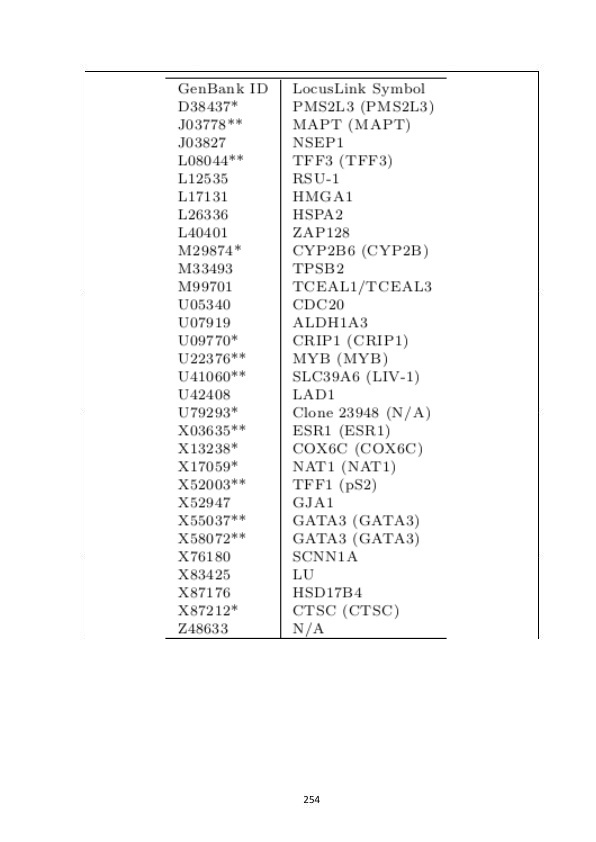 GenBank ID LocusLink Symbol
D38437* PMS2L3 (PMS2L3)
J03778** MAPT (MAPT)
J03827 NSEP1
L08044** TFF3 (TFF3)
L12535 RSU-1
L17131 HMGA1
L26336 HSPA2
L40401 ZAP128
M29874* CYP2B6 (CYP2B)
M33493 TPSB2
M99701 TCEAL1/TCEAL3
U05340 CDC20
U07919 ALDH1A3
U09770* CRIP1 (CRIP1)
U22376** MYB (MYB)
U41060** SLC39A6 (LIV-1)
U42408 LAD1
U79293* Clone 23948 (N/A)
X03635** ESR1 (ESR1)
X13238* COX6C (COX6C)
X17059* NAT1 (NAT1)
X52003** TFF1 (pS2)
X52947 GJA1
X55037** GATA3 (GATA3)
X58072** GATA3 (GATA3)
X76180 SCNN1A
X83425 LU
X87176 HSD17B4
X87212* CTSC (CTSC)
Z48633 N/A
254